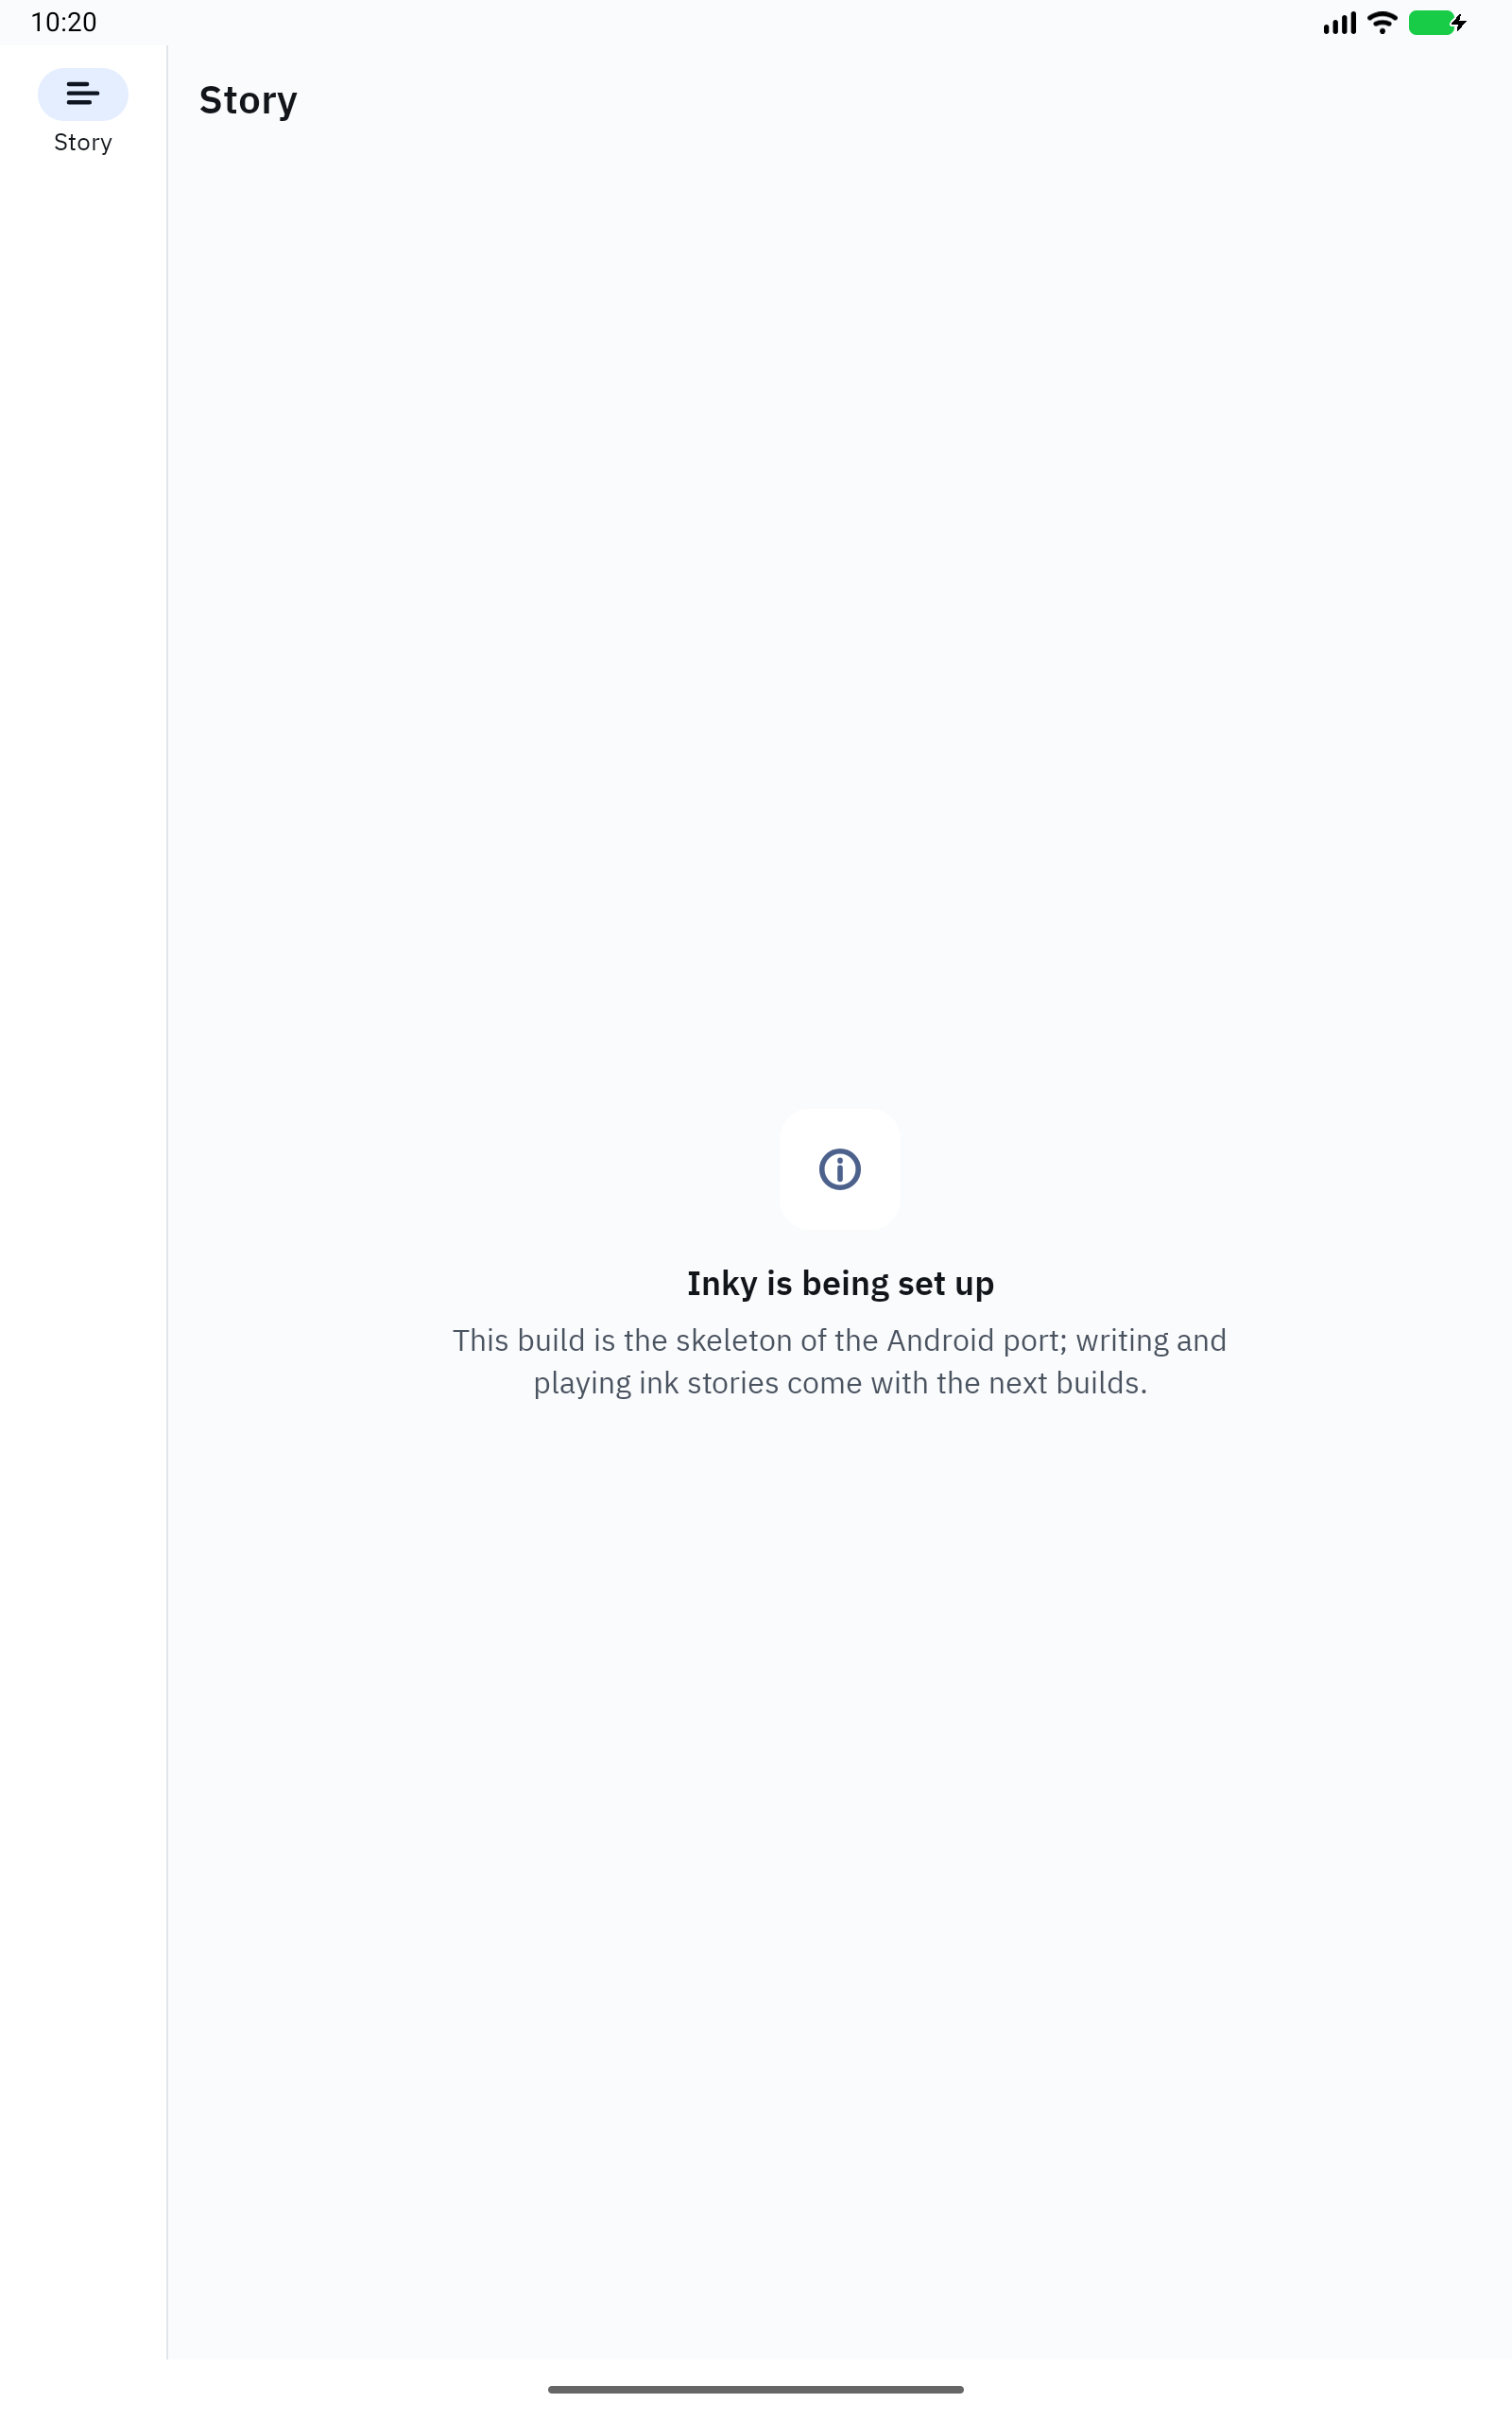 10:20
Story
Story
Inky is being set up
This build is the skeleton of the Android port; writing and
playing ink stories come with the next builds.